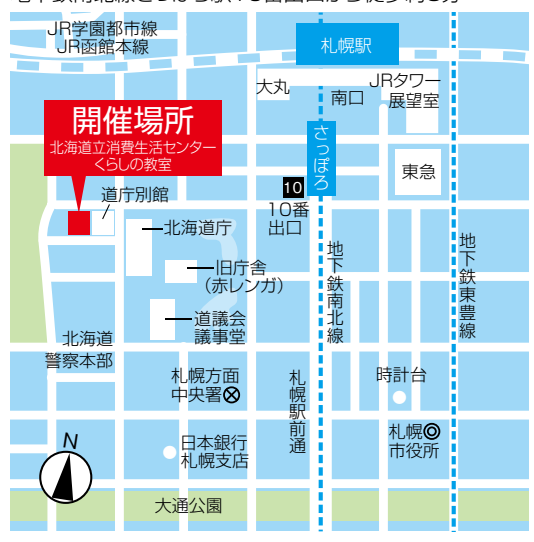 JR学園都市線
JR函館本線
札幌駅
大丸
南口
JRタワー
展望室
開催場所
北海道立消費生活センター
くらしの教室
さっぽろ
東急
10
10番
出口
道庁別館
北海道庁
旧庁舎
(赤レンガ)
道議会
議事堂
地下鉄南北線
地下鉄東豊線
北海道
警察本部
札幌方面
中央署
札幌駅前通
時計台
札幌
市役所
日本銀行
札幌支店
N
大通公園